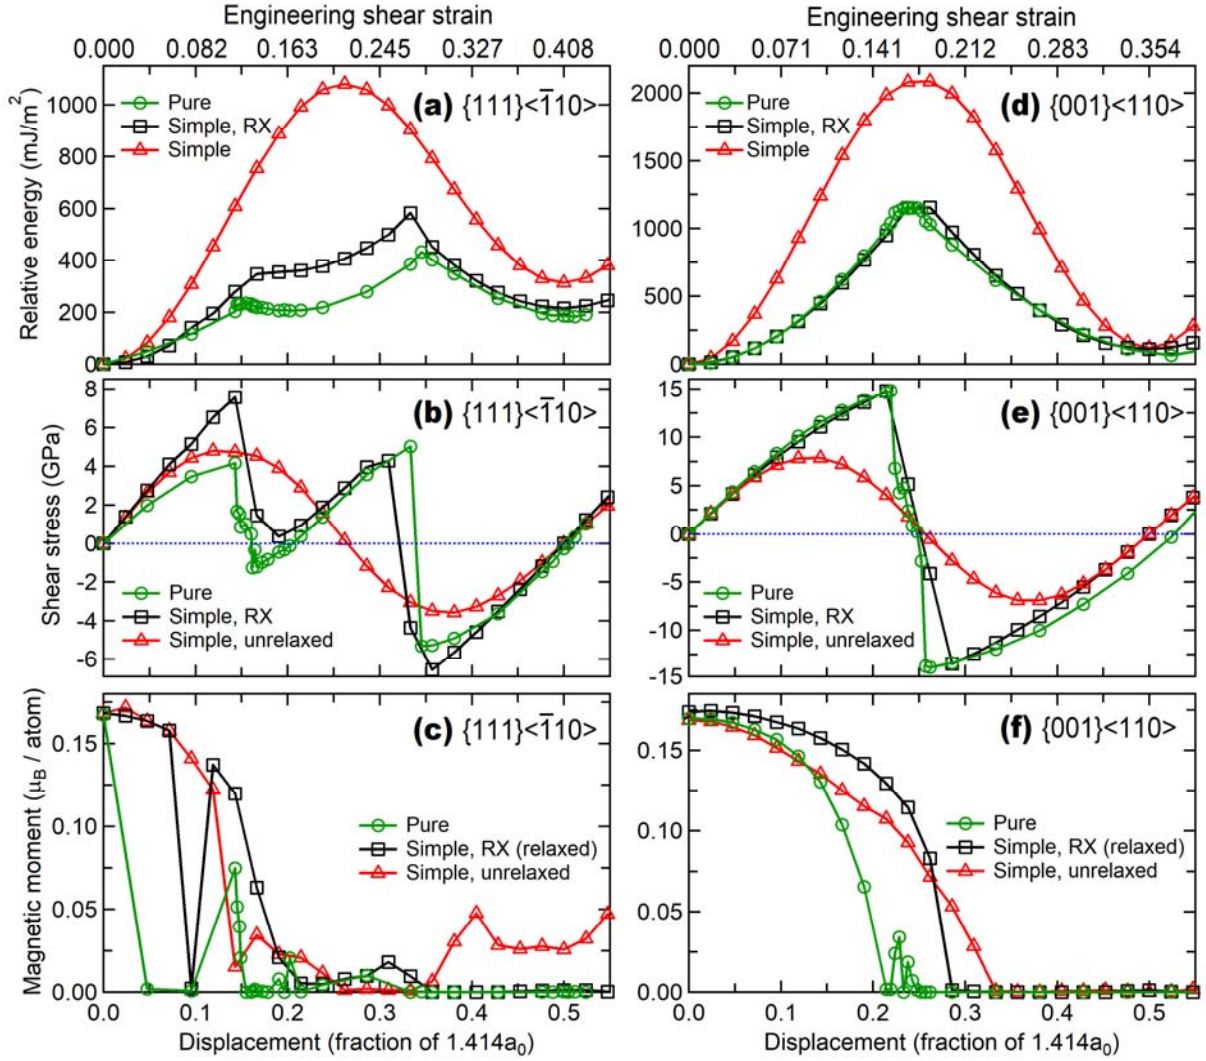 Engineering shear strain
0.000 0.082 0.163 0.245 0.327 0.408
Relative energy (mJ/m²)
1000
800
600
400
200
0
Pure
Simple, RX
Simple
(a) {111}<1̅10>
Shear stress (GPa)
8
6
4
2
0
-2
-4
-6
(b) {111}<1̅10>
Pure
Simple, RX
Simple, unrelaxed
Magnetic moment (μB / atom)
0.15
0.10
0.05
0.00
(c) {111}<1̅10>
Pure
Simple, RX (relaxed)
Simple, unrelaxed
0.0 0.1 0.2 0.3 0.4 0.5
Displacement (fraction of 1.414a₀)
Engineering shear strain
0.000 0.071 0.141 0.212 0.283 0.354
2000
1500
1000
500
0
Pure
Simple, RX
Simple
(d) {001}<110>
15
10
5
0
-5
-10
-15
(e) {001}<110>
Pure
Simple, RX
Simple, unrelaxed
0.15
0.10
0.05
0.00
(f) {001}<110>
Pure
Simple, RX (relaxed)
Simple, unrelaxed
0.0 0.1 0.2 0.3 0.4 0.5
Displacement (fraction of 1.414a₀)